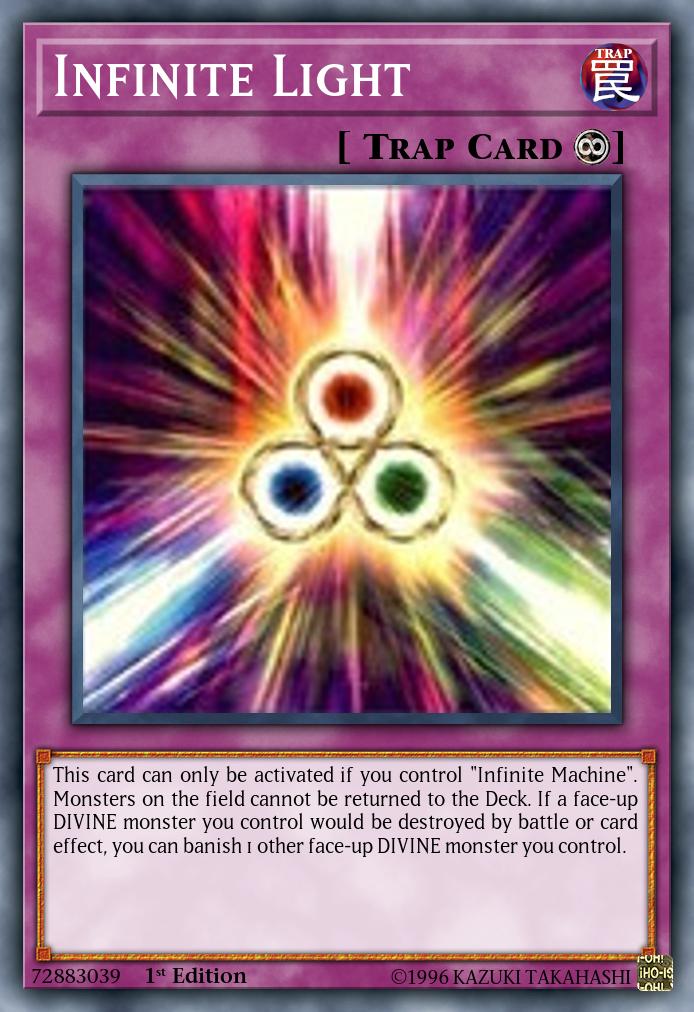 Infinite Light
TRAP
罠
[ Trap Card ]
This card can only be activated if you control "Infinite Machine".
Monsters on the field cannot be returned to the Deck. If a face-up
DIVINE monster you control would be destroyed by battle or card
effect, you can banish 1 other face-up DIVINE monster you control.
72883039 1st Edition ©1996 KAZUKI TAKAHASHI